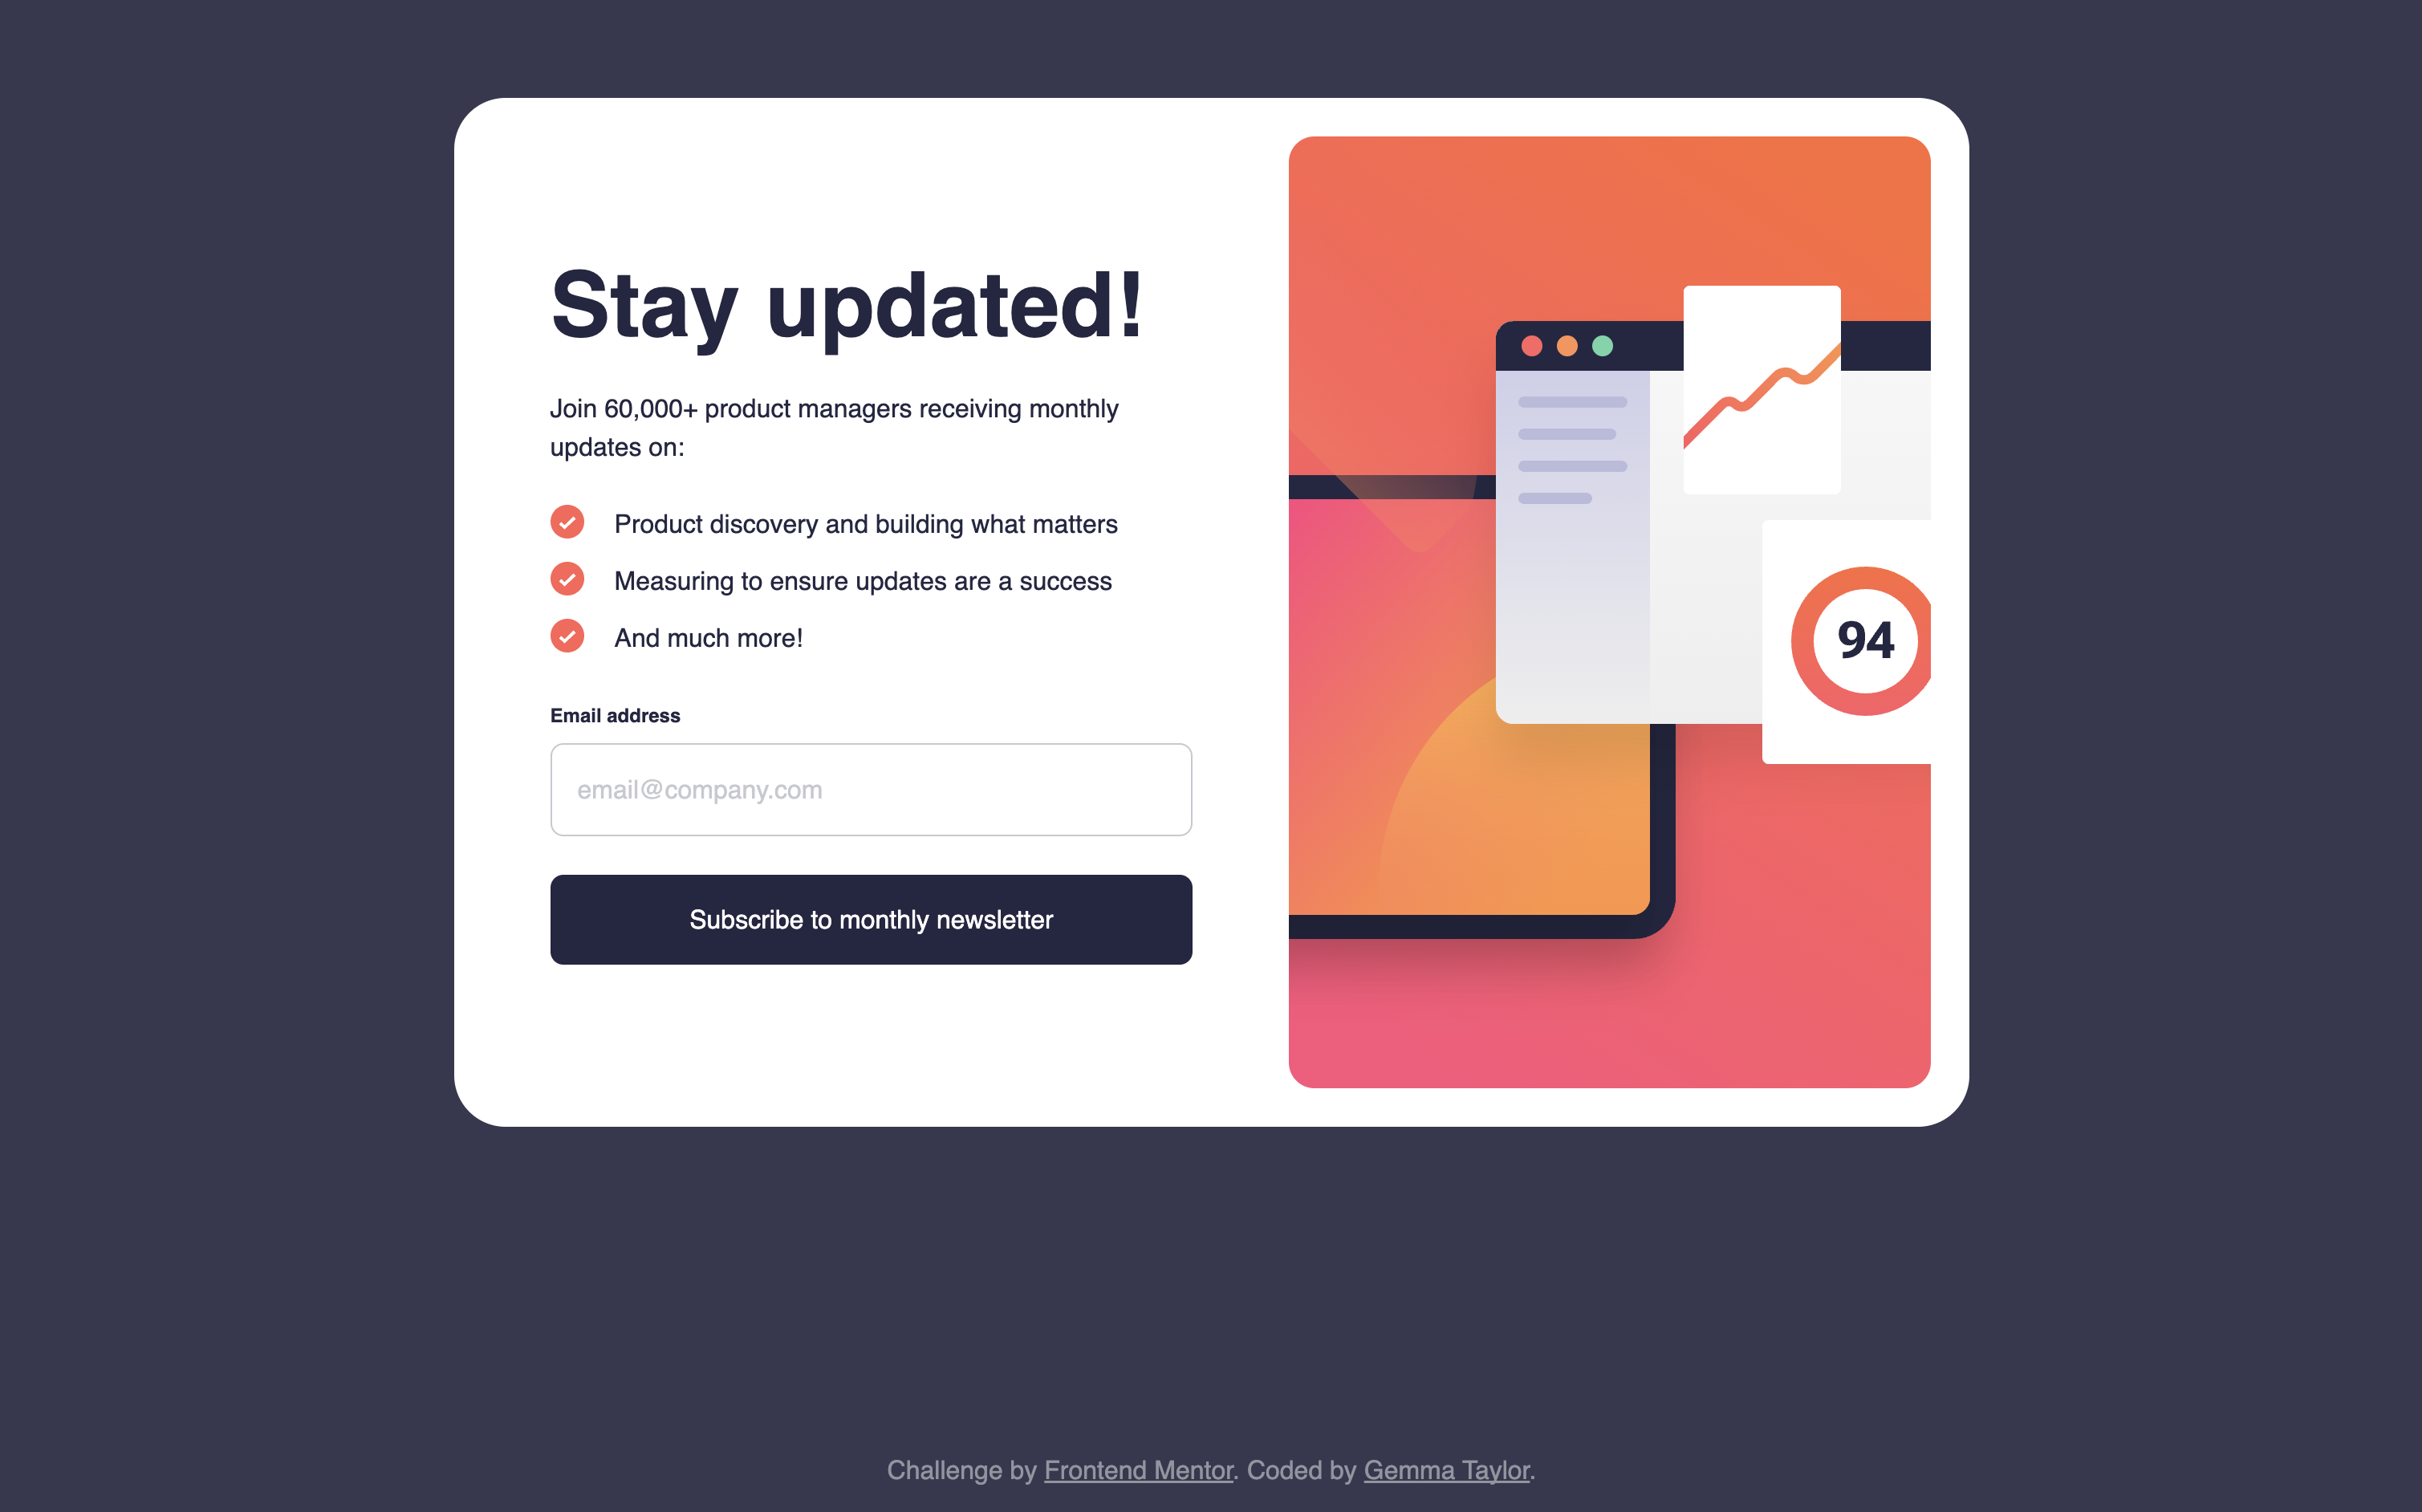 Stay updated!
Join 60,000+ product managers receiving monthly
updates on:
Product discovery and building what matters
Measuring to ensure updates are a success
And much more!
Email address
email@company.com
Subscribe to monthly newsletter
94
Challenge by Frontend Mentor. Coded by Gemma Taylor.